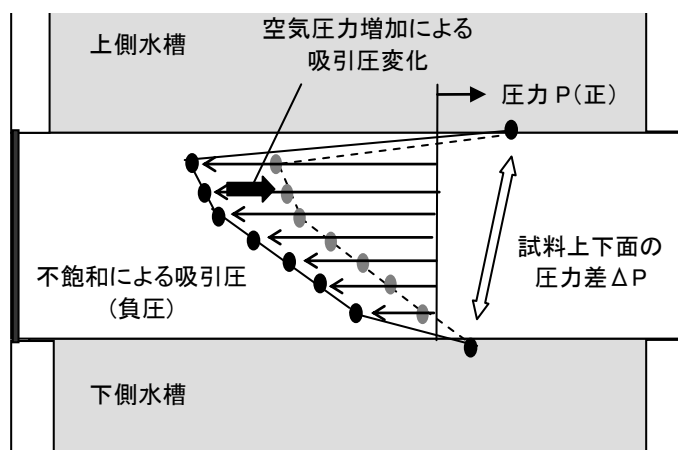 上側水槽
空気圧力増加による
吸引圧変化
圧力 P(正)
不飽和による吸引圧
(負圧)
試料上下面の
圧力差ΔP
下側水槽